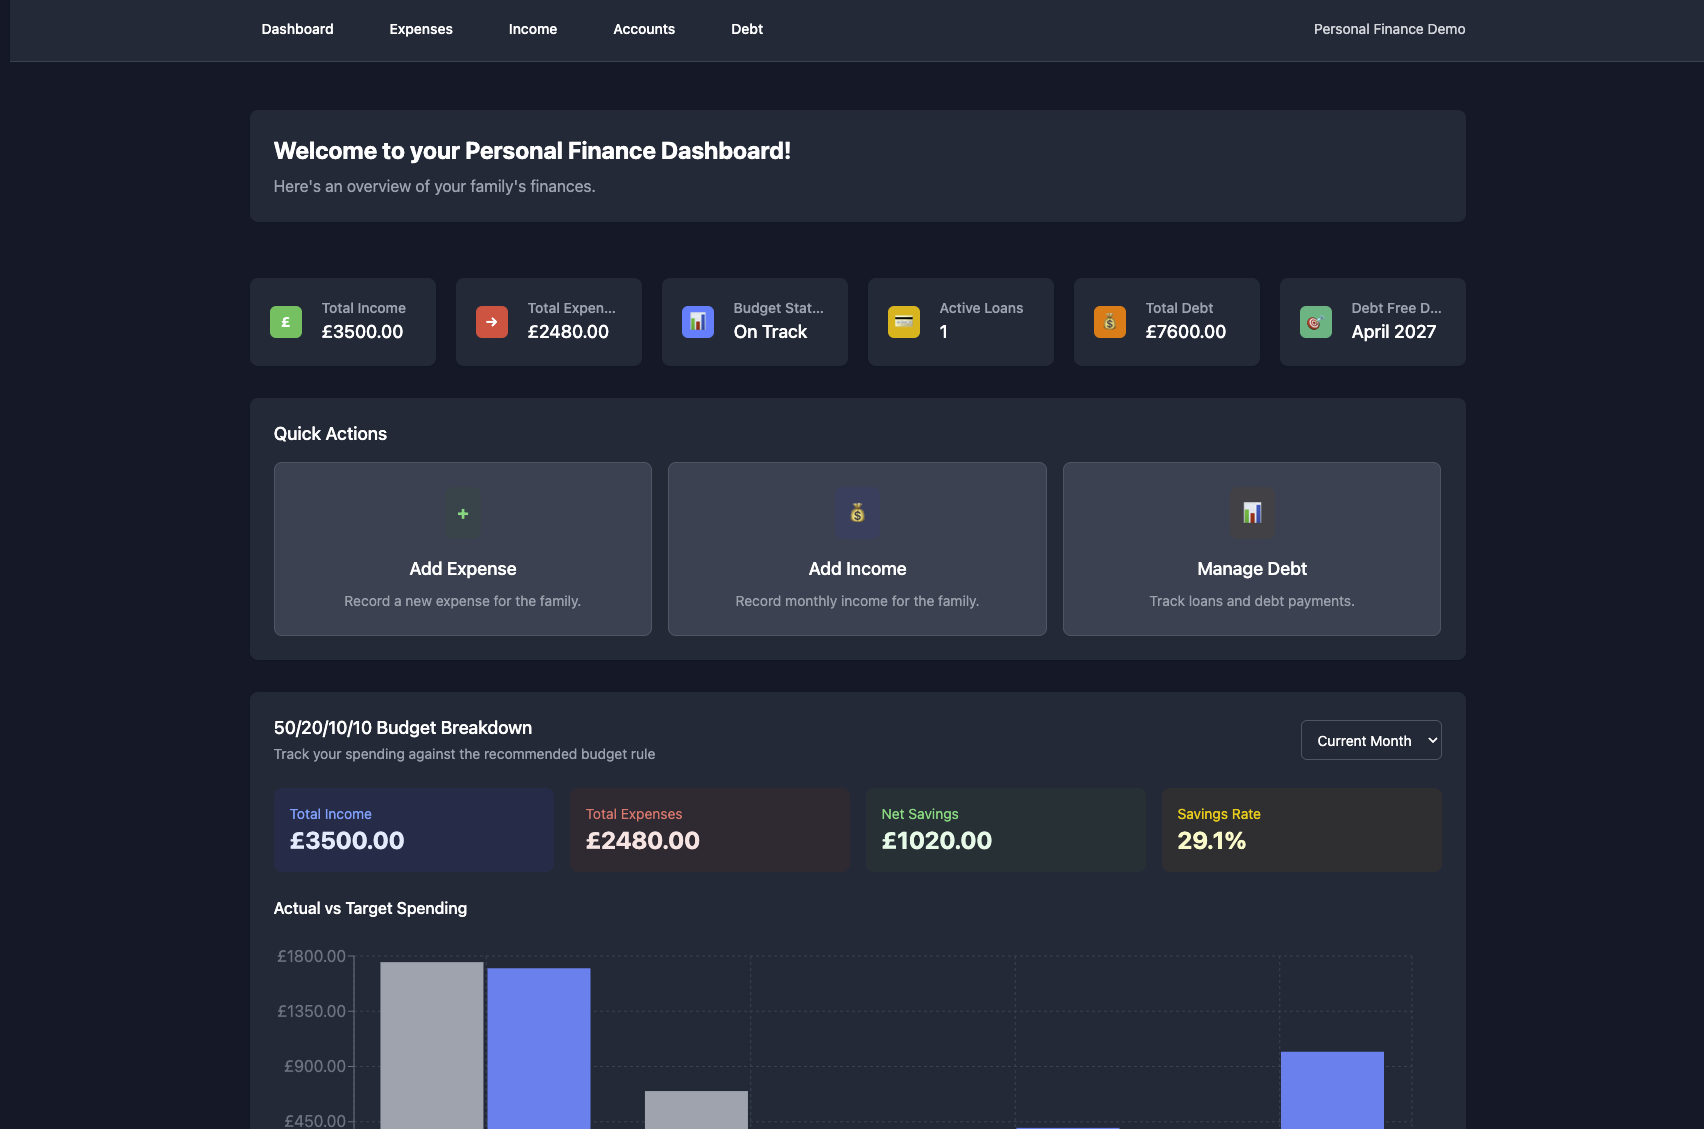 Dashboard Expenses Income Accounts Debt Personal Finance Demo
Welcome to your Personal Finance Dashboard!
Here's an overview of your family's finances.
£
Total Income
£3500.00
Total Expen...
£2480.00
Budget Stat...
On Track
Active Loans
1
Total Debt
£7600.00
Debt Free D...
April 2027
Quick Actions
Add Expense
Record a new expense for the family.
Add Income
Record monthly income for the family.
Manage Debt
Track loans and debt payments.
50/20/10/10 Budget Breakdown
Track your spending against the recommended budget rule
Current Month
Total Income
£3500.00
Total Expenses
£2480.00
Net Savings
£1020.00
Savings Rate
29.1%
Actual vs Target Spending
£1800.00
£1350.00
£900.00
£450.00